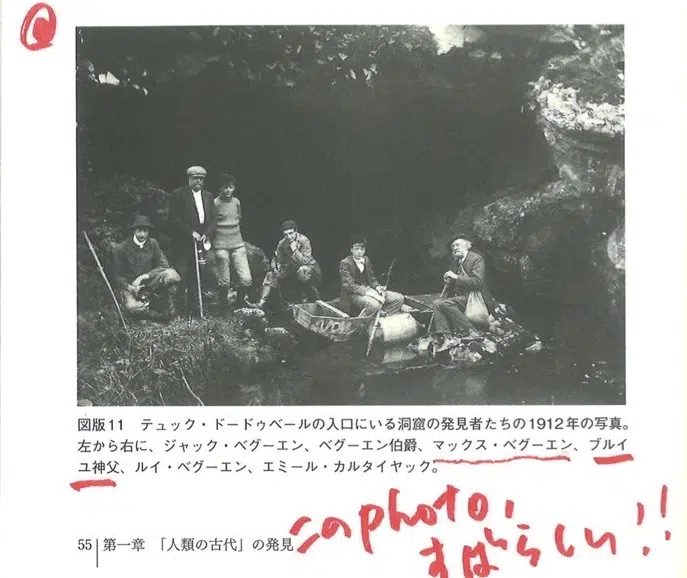 C
図版11　テュック・ドードゥベールの入口にいる洞窟の発見者たちの1912年の写真。
左から右に、ジャック・ベグーエン、ベグーエン伯爵、マックス・ベグーエン、ブルイ
ユ神父、ルイ・ベグーエン、エミール・カルタイヤック。
このphoto,
すばらしい!!
55 第一章　「人類の古代」の発見